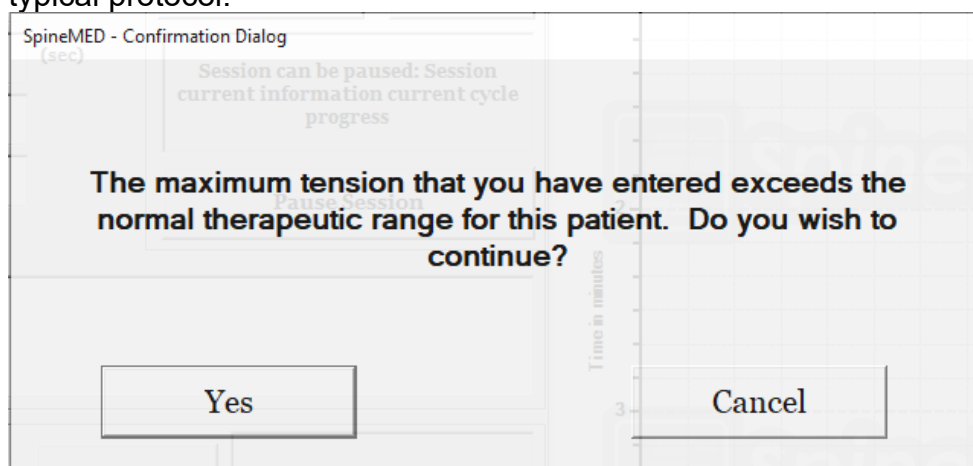 typical protocol.
SpineMED - Confirmation Dialog
(sec)
Session can be paused: Session
current information current cycle
progress
The maximum tension that you have entered exceeds the
Pause Session
normal therapeutic range for this patient.  Do you wish to
2
continue?
Time in minutes
Yes
Cancel
3
Spine
Spine